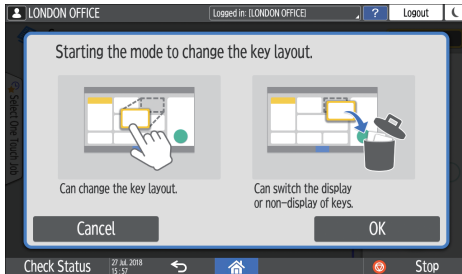 LONDON OFFICE
Logged in: [LONDON OFFICE]
?
Logout
Select One Touch Job
Starting the mode to change the key layout.
Can change the key layout.
Can switch the display
or non-display of keys.
Cancel
OK
Check Status
27 Jul. 2018
15:57
Stop